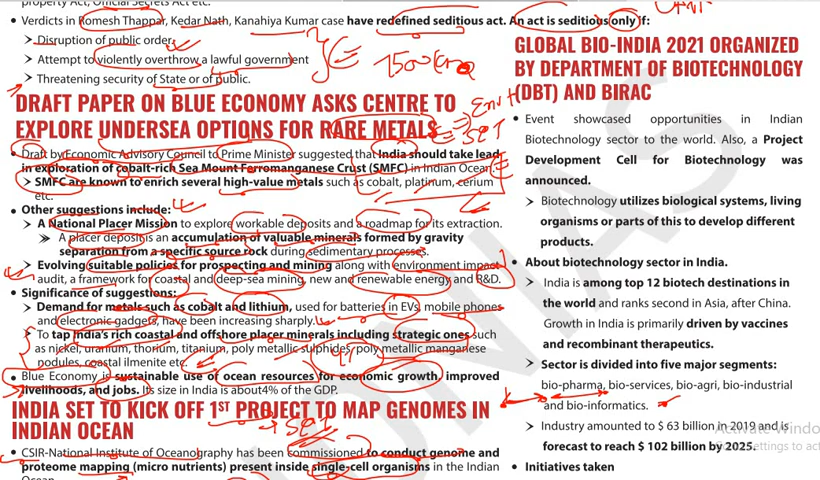 property Act, Official Secrets Act etc.
• Verdicts in Romesh Thappar, Kedar Nath, Kanahiya Kumar case have redefined seditious act. An act is seditious only if:
➤ Disruption of public order.
➤ Attempt to violently overthrow a lawful government
➤ Threatening security of State or of public.
1500 
DRAFT PAPER ON BLUE ECONOMY ASKS CENTRE TO
EXPLORE UNDERSEA OPTIONS FOR RARE METALS
• Draft by Economic Advisory Council to Prime Minister suggested that India should take lead
in exploration of cobalt-rich Sea Mount Ferromanganese Crust (SMFC) in Indian Ocean.
➤ SMFC are known to enrich several high-value metals such as cobalt, platinum, cerium
etc.
• Other suggestions include:
➤ A National Placer Mission to explore workable deposits and a roadmap for its extraction.
A placer deposit is an accumulation of valuable minerals formed by gravity
separation from a specific source rock during sedimentary processes.
➤ Evolving suitable policies for prospecting and mining along with environment impact
audit, a framework for coastal and deep-sea mining, new and renewable energy and R&D.
• Significance of suggestions:
➤ Demand for metals such as cobalt and lithium, used for batteries in EVs, mobile phones
and electronic gadgets, have been increasing sharply.
➤ To tap India's rich coastal and offshore placer minerals including strategic ones such
as nickel, uranium, thorium, titanium, poly metallic sulphides, poly metallic manganese
nodules, coastal ilmenite etc.
• Blue Economy is sustainable use of ocean resources for economic growth, improved
livelihoods, and jobs. Its size in India is about4% of the GDP.
INDIA SET TO KICK OFF 1ST PROJECT TO MAP GENOMES IN
INDIAN OCEAN
• CSIR-National Institute of Oceanography has been commissioned to conduct genome and
proteome mapping (micro nutrients) present inside single-cell organisms in the Indian
Ocean
GLOBAL BIO-INDIA 2021 ORGANIZED
BY DEPARTMENT OF BIOTECHNOLOGY
(DBT) AND BIRAC
• Event showcased opportunities in Indian
Biotechnology sector to the world. Also, a Project
Development Cell for Biotechnology was
announced.
➤ Biotechnology utilizes biological systems, living
organisms or parts of this to develop different
products.
• About biotechnology sector in India.
➤ India is among top 12 biotech destinations in
the world and ranks second in Asia, after China.
Growth in India is primarily driven by vaccines
and recombinant therapeutics.
➤ Sector is divided into five major segments:
bio-pharma, bio-services, bio-agri, bio-industrial
and bio-informatics.
➤ Industry amounted to $ 63 billion in 2019 and is
forecast to reach $ 102 billion by 2025.
• Initiatives taken